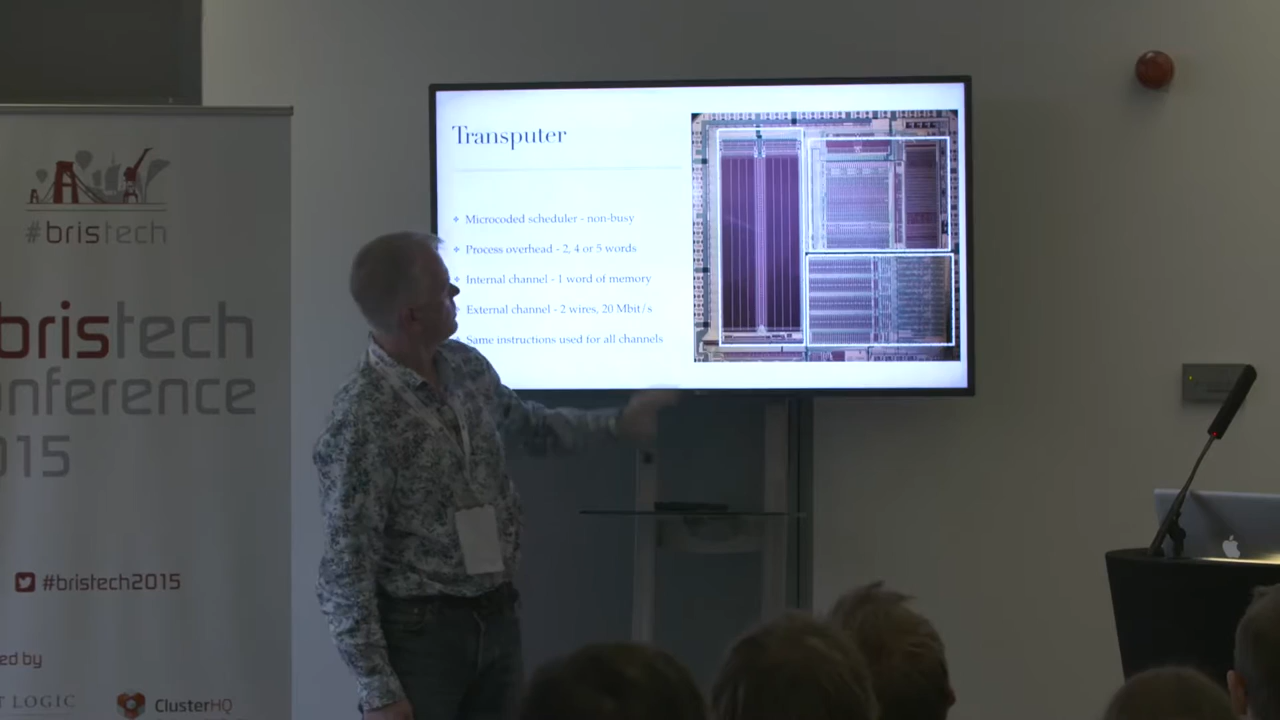 #bristech
bristech
nference
15
#bristech2015
ed by
T LOGIC
ClusterHQ
Transputer
Microcoded scheduler - non-busy
Process overhead - 2, 4 or 5 words
Internal channel - 1 word of memory
External channel - 2 wires, 20 Mbit/s
Same instructions used for all channels